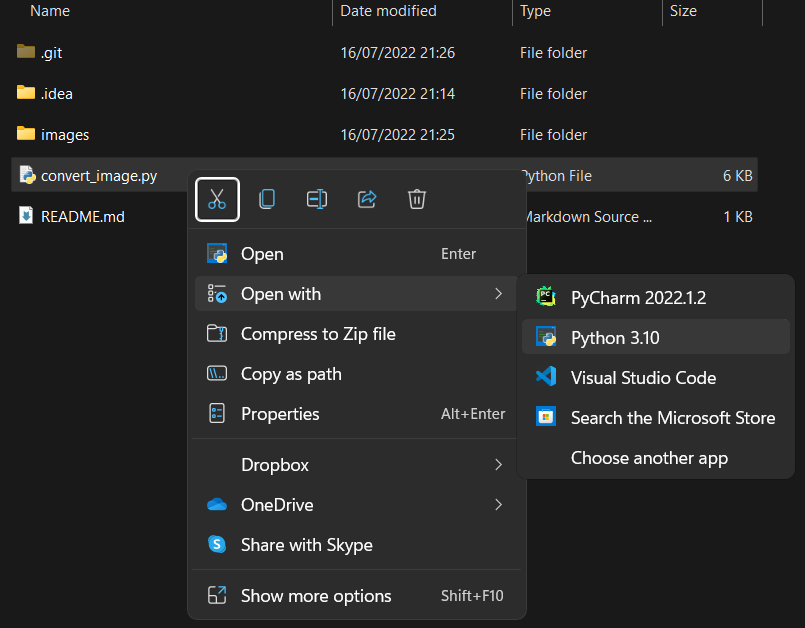 Name Date modified Type Size
.git 16/07/2022 21:26 File folder
.idea 16/07/2022 21:14 File folder
images 16/07/2022 21:25 File folder
convert_image.py ython File 6 KB
README.md Markdown Source ... 1 KB
Open Enter
Open with
Compress to Zip file
Copy as path
Properties Alt+Enter
Dropbox
OneDrive
Share with Skype
Show more options Shift+F10
PyCharm 2022.1.2
Python 3.10
Visual Studio Code
Search the Microsoft Store
Choose another app